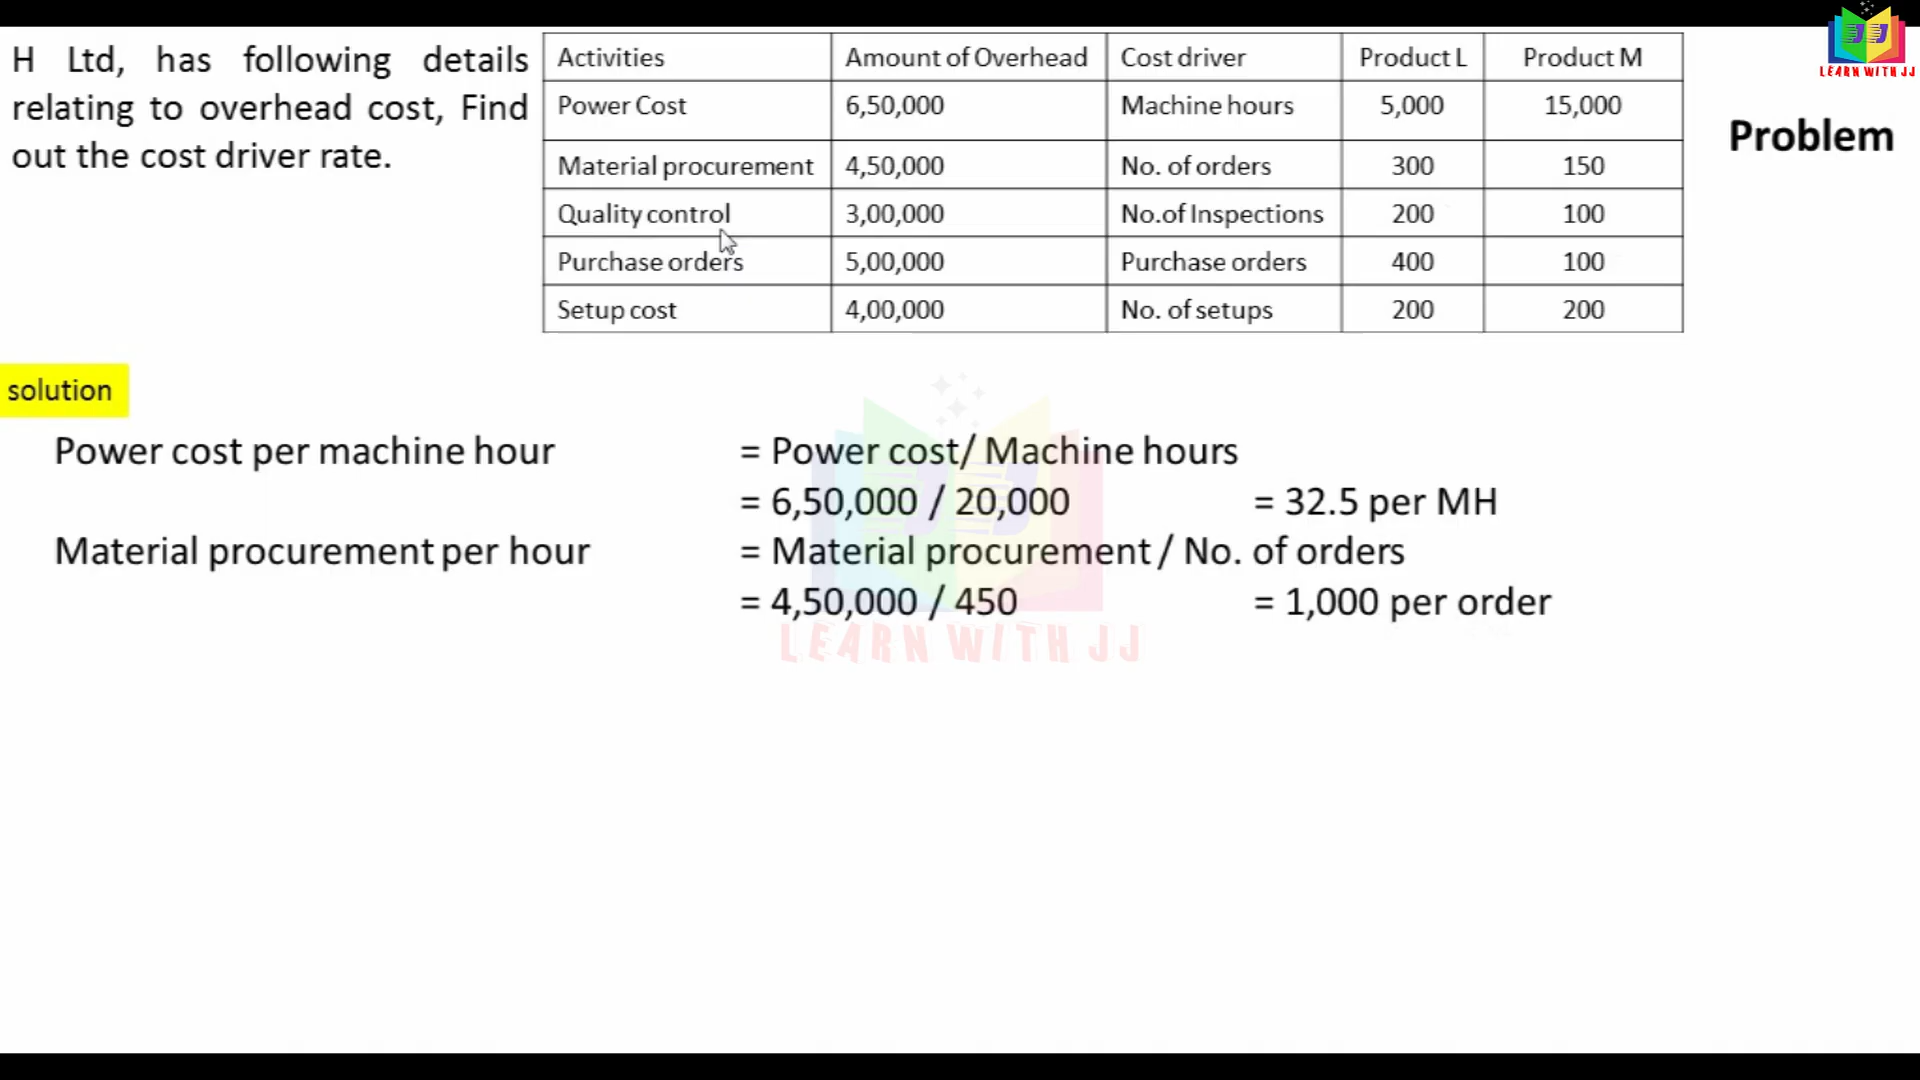 H Ltd, has following details
relating to overhead cost, Find
out the cost driver rate.
Activities Amount of Overhead Cost driver Product L Product M
Power Cost 6,50,000 Machine hours 5,000 15,000
Material procurement 4,50,000 No. of orders 300 150
Quality control 3,00,000 No.of Inspections 200 100
Purchase orders 5,00,000 Purchase orders 400 100
Setup cost 4,00,000 No. of setups 200 200
JJ
LEARN WITH JJ
Problem
solution
Power cost per machine hour = Power cost/ Machine hours
= 6,50,000 / 20,000 = 32.5 per MH
Material procurement per hour = Material procurement / No. of orders
= 4,50,000 / 450 = 1,000 per order
JJ
LEARN WITH JJ